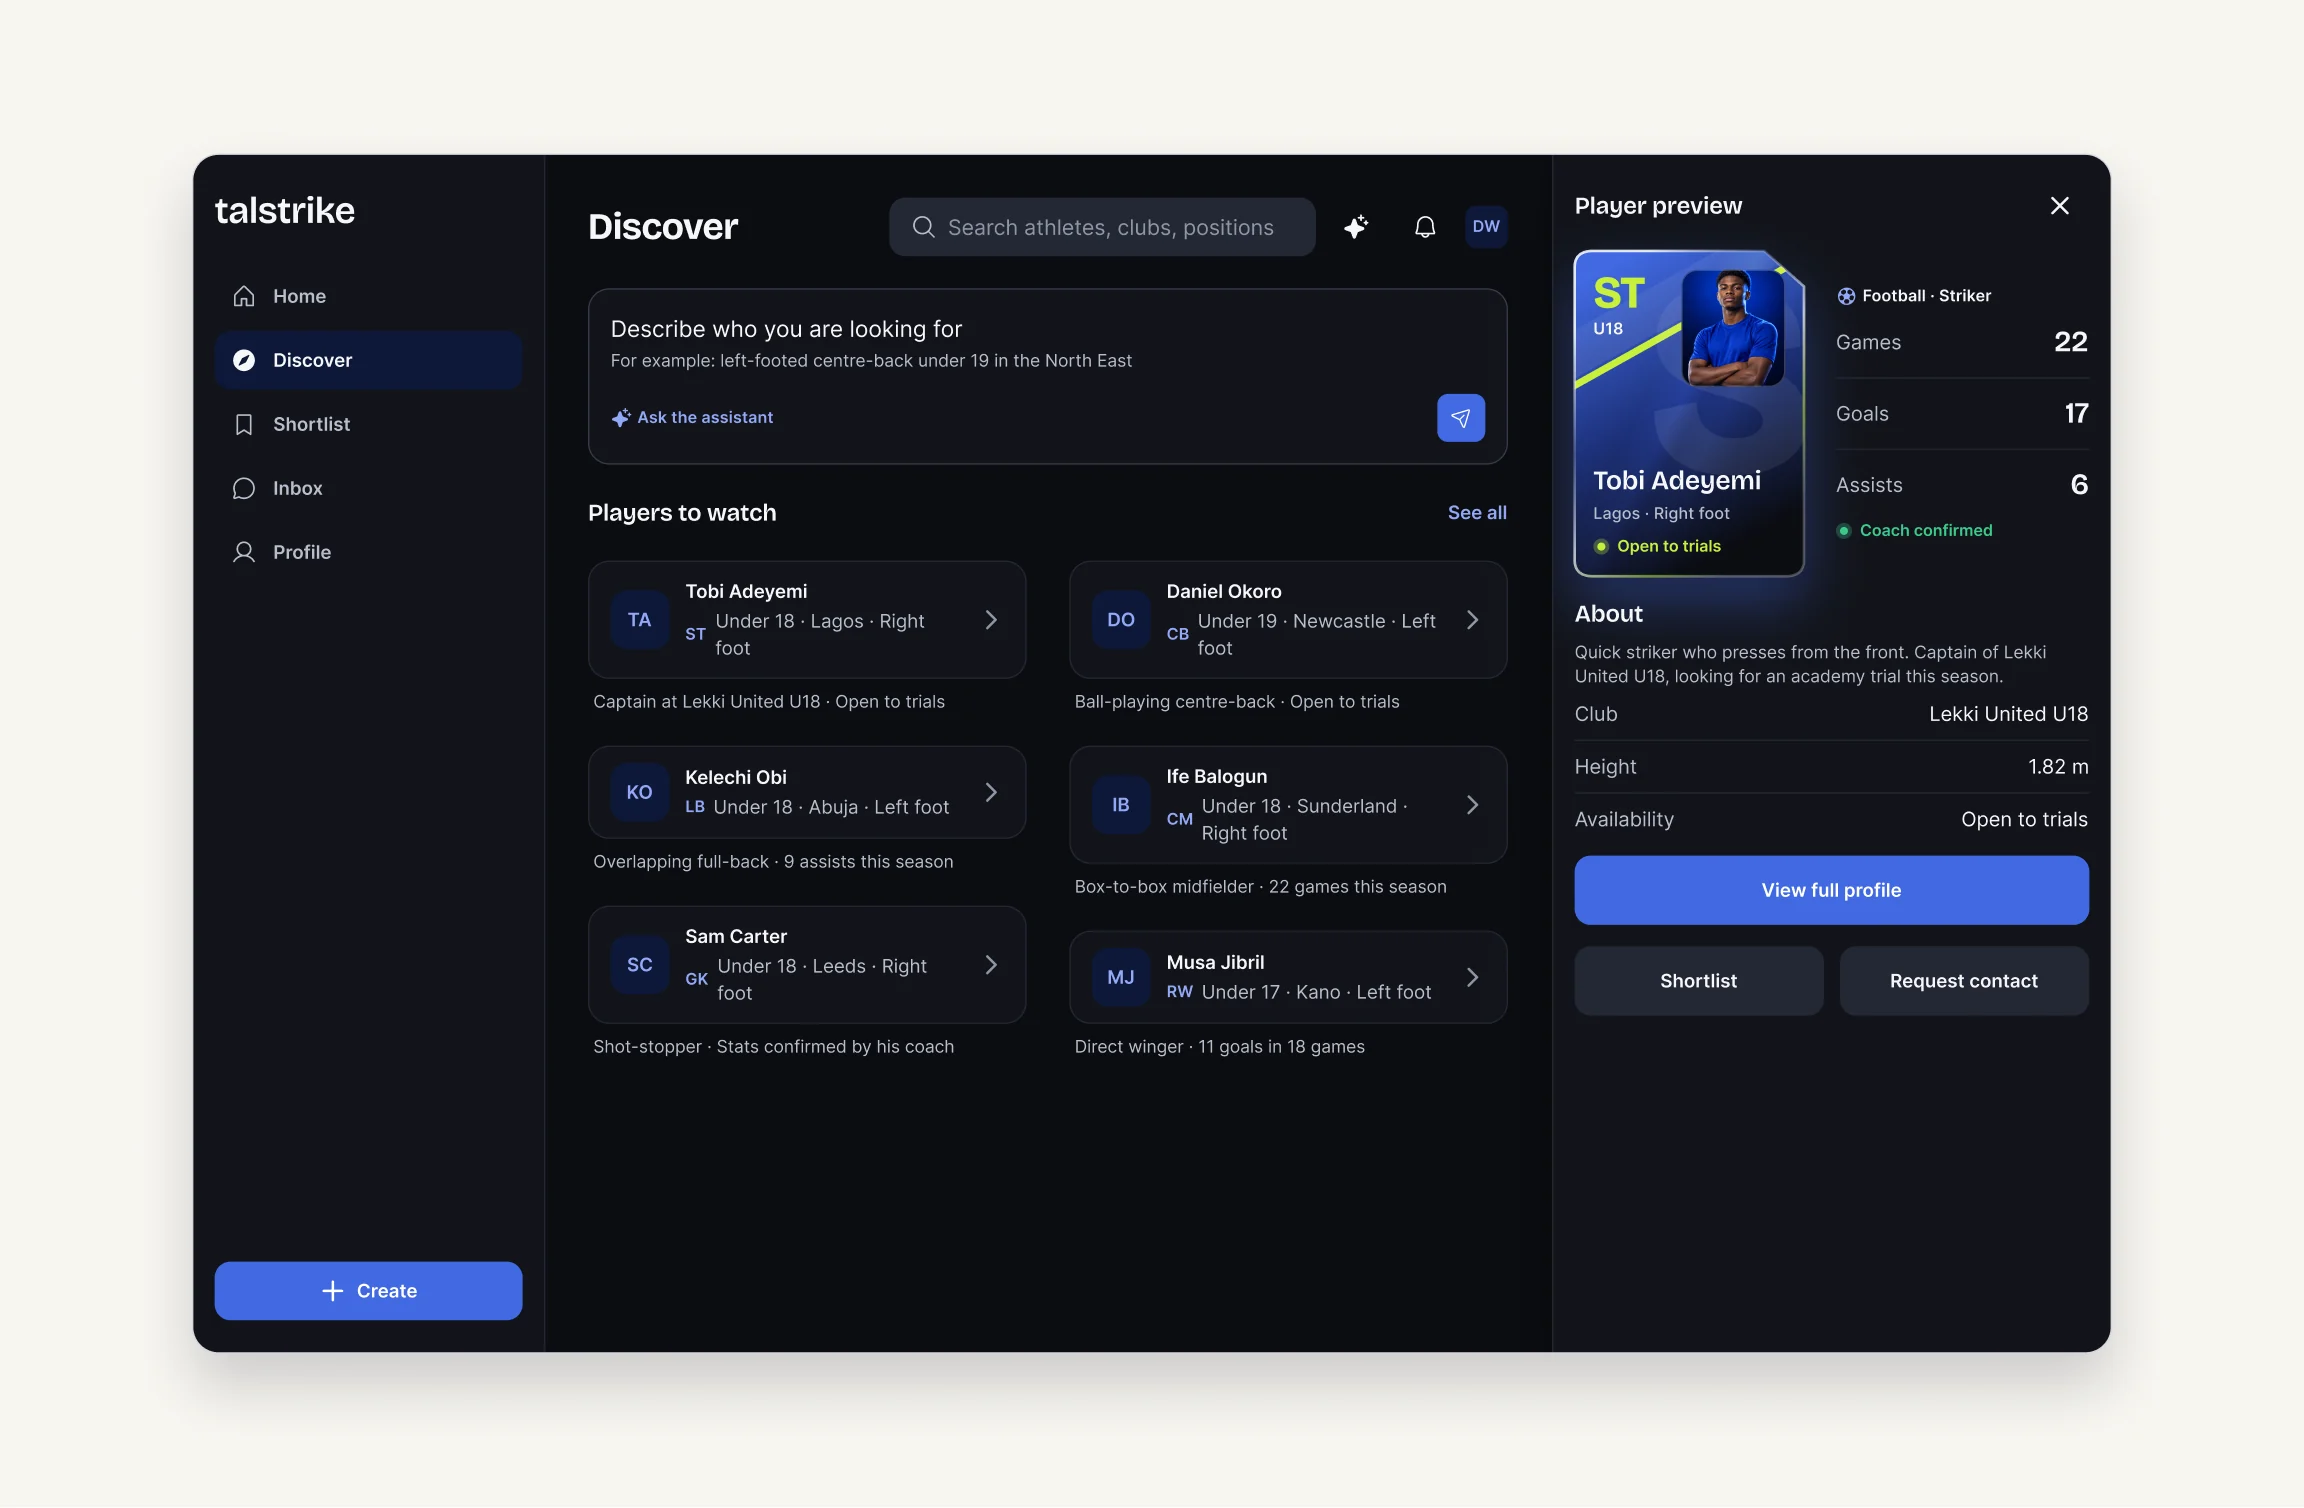 talstrike
Home
Discover
Shortlist
Inbox
Profile
Create
Discover
Search athletes, clubs, positions
DW
Describe who you are looking for
For example: left-footed centre-back under 19 in the North East
Ask the assistant
Players to watch
See all
TA
Tobi Adeyemi
ST
Under 18 · Lagos · Right
foot
Captain at Lekki United U18 · Open to trials
DO
Daniel Okoro
CB
Under 19 · Newcastle · Left
foot
Ball-playing centre-back · Open to trials
KO
Kelechi Obi
LB Under 18 · Abuja · Left foot
Overlapping full-back · 9 assists this season
IB
Ife Balogun
CM
Under 18 · Sunderland ·
Right foot
Box-to-box midfielder · 22 games this season
SC
Sam Carter
GK
Under 18 · Leeds · Right
foot
Shot-stopper · Stats confirmed by his coach
MJ
Musa Jibril
RW Under 17 · Kano · Left foot
Direct winger · 11 goals in 18 games
Player preview
ST
U18
S
Tobi Adeyemi
Lagos · Right foot
Open to trials
Football · Striker
Games 22
Goals 17
Assists 6
Coach confirmed
About
Quick striker who presses from the front. Captain of Lekki
United U18, looking for an academy trial this season.
Club Lekki United U18
Height 1.82 m
Availability Open to trials
View full profile
Shortlist
Request contact